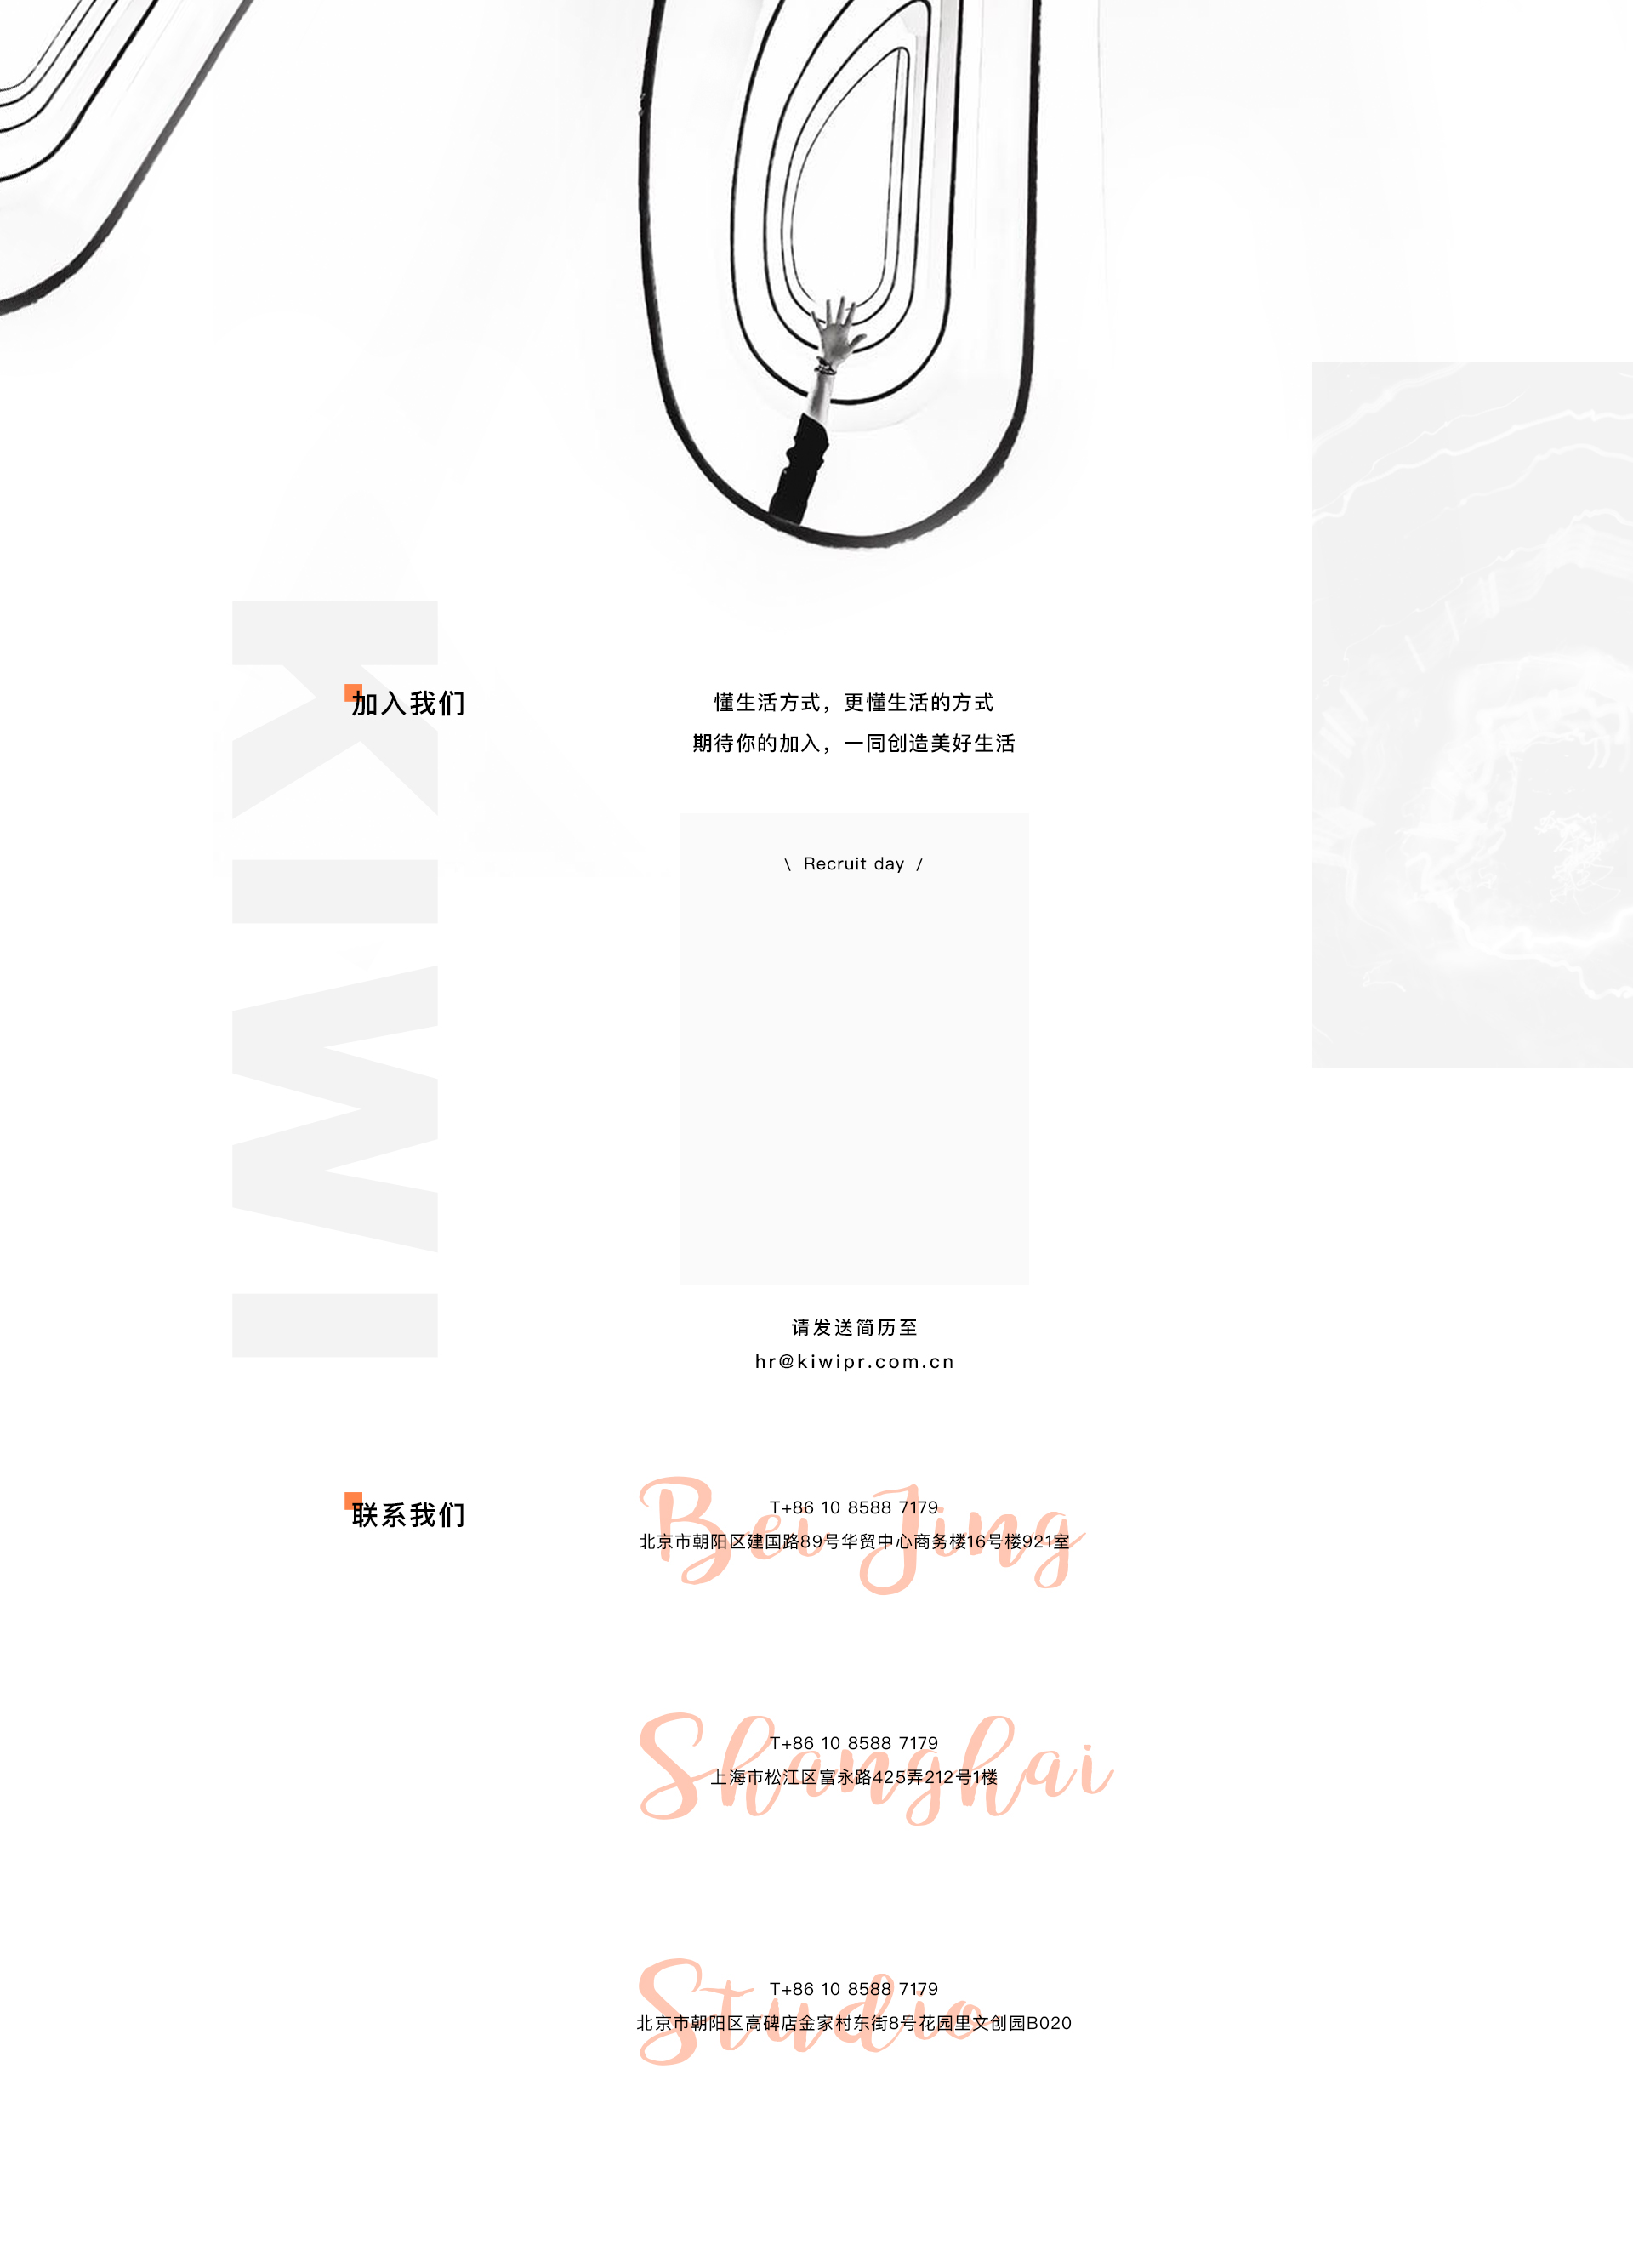 KIWI
加入我们
懂生活方式，更懂生活的方式
期待你的加入，一同创造美好生活
\ Recruit day /
请发送简历至
hr@kiwipr.com.cn
联系我们
Bei Jing
T+86 10 8588 7179
北京市朝阳区建国路89号华贸中心商务楼16号楼921室
Shanghai
T+86 10 8588 7179
上海市松江区富永路425弄212号1楼
Studio
T+86 10 8588 7179
北京市朝阳区高碑店金家村东街8号花园里文创园B020